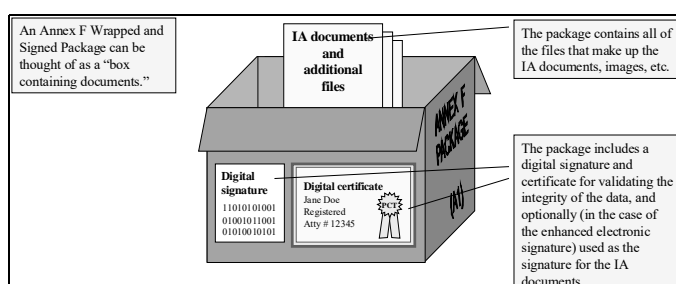 An Annex F Wrapped and
Signed Package can be
thought of as a “box
containing documents.”
IA documents
and
additional
files
The package contains all of
the files that make up the
IA documents, images, etc.
ANNEX F
PACKAGE
(A1)
Digital
signature
11010101001
01001011001
01010010101
Digital certificate
Jane Doe
Registered
Atty # 12345
PCT
The package includes a
digital signature and
certificate for validating the
integrity of the data, and
optionally (in the case of
the enhanced electronic
signature) used as the
signature for the IA
documents